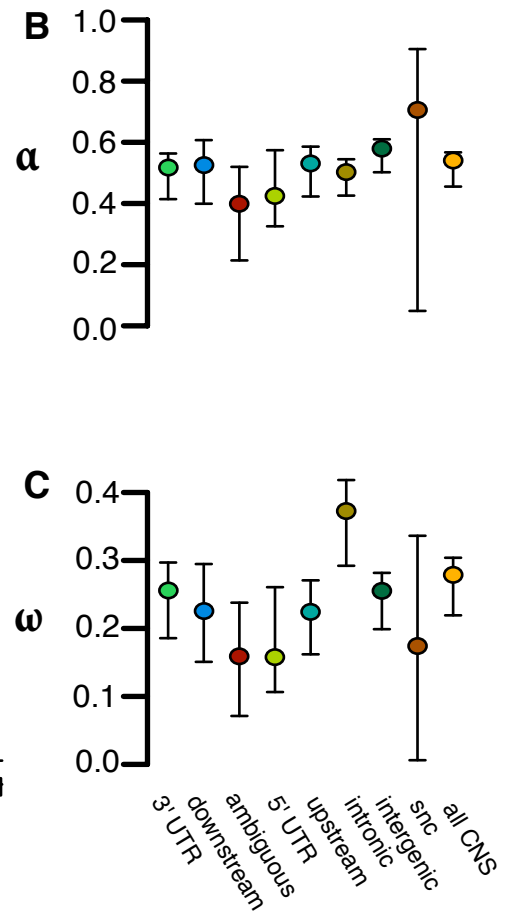 B
α
1.0
0.8
0.6
0.4
0.2
0.0
C
ω
0.4
0.3
0.2
0.1
0.0
3' UTR
downstream
ambiguous
5' UTR
upstream
intronic
intergenic
snc
all CNS